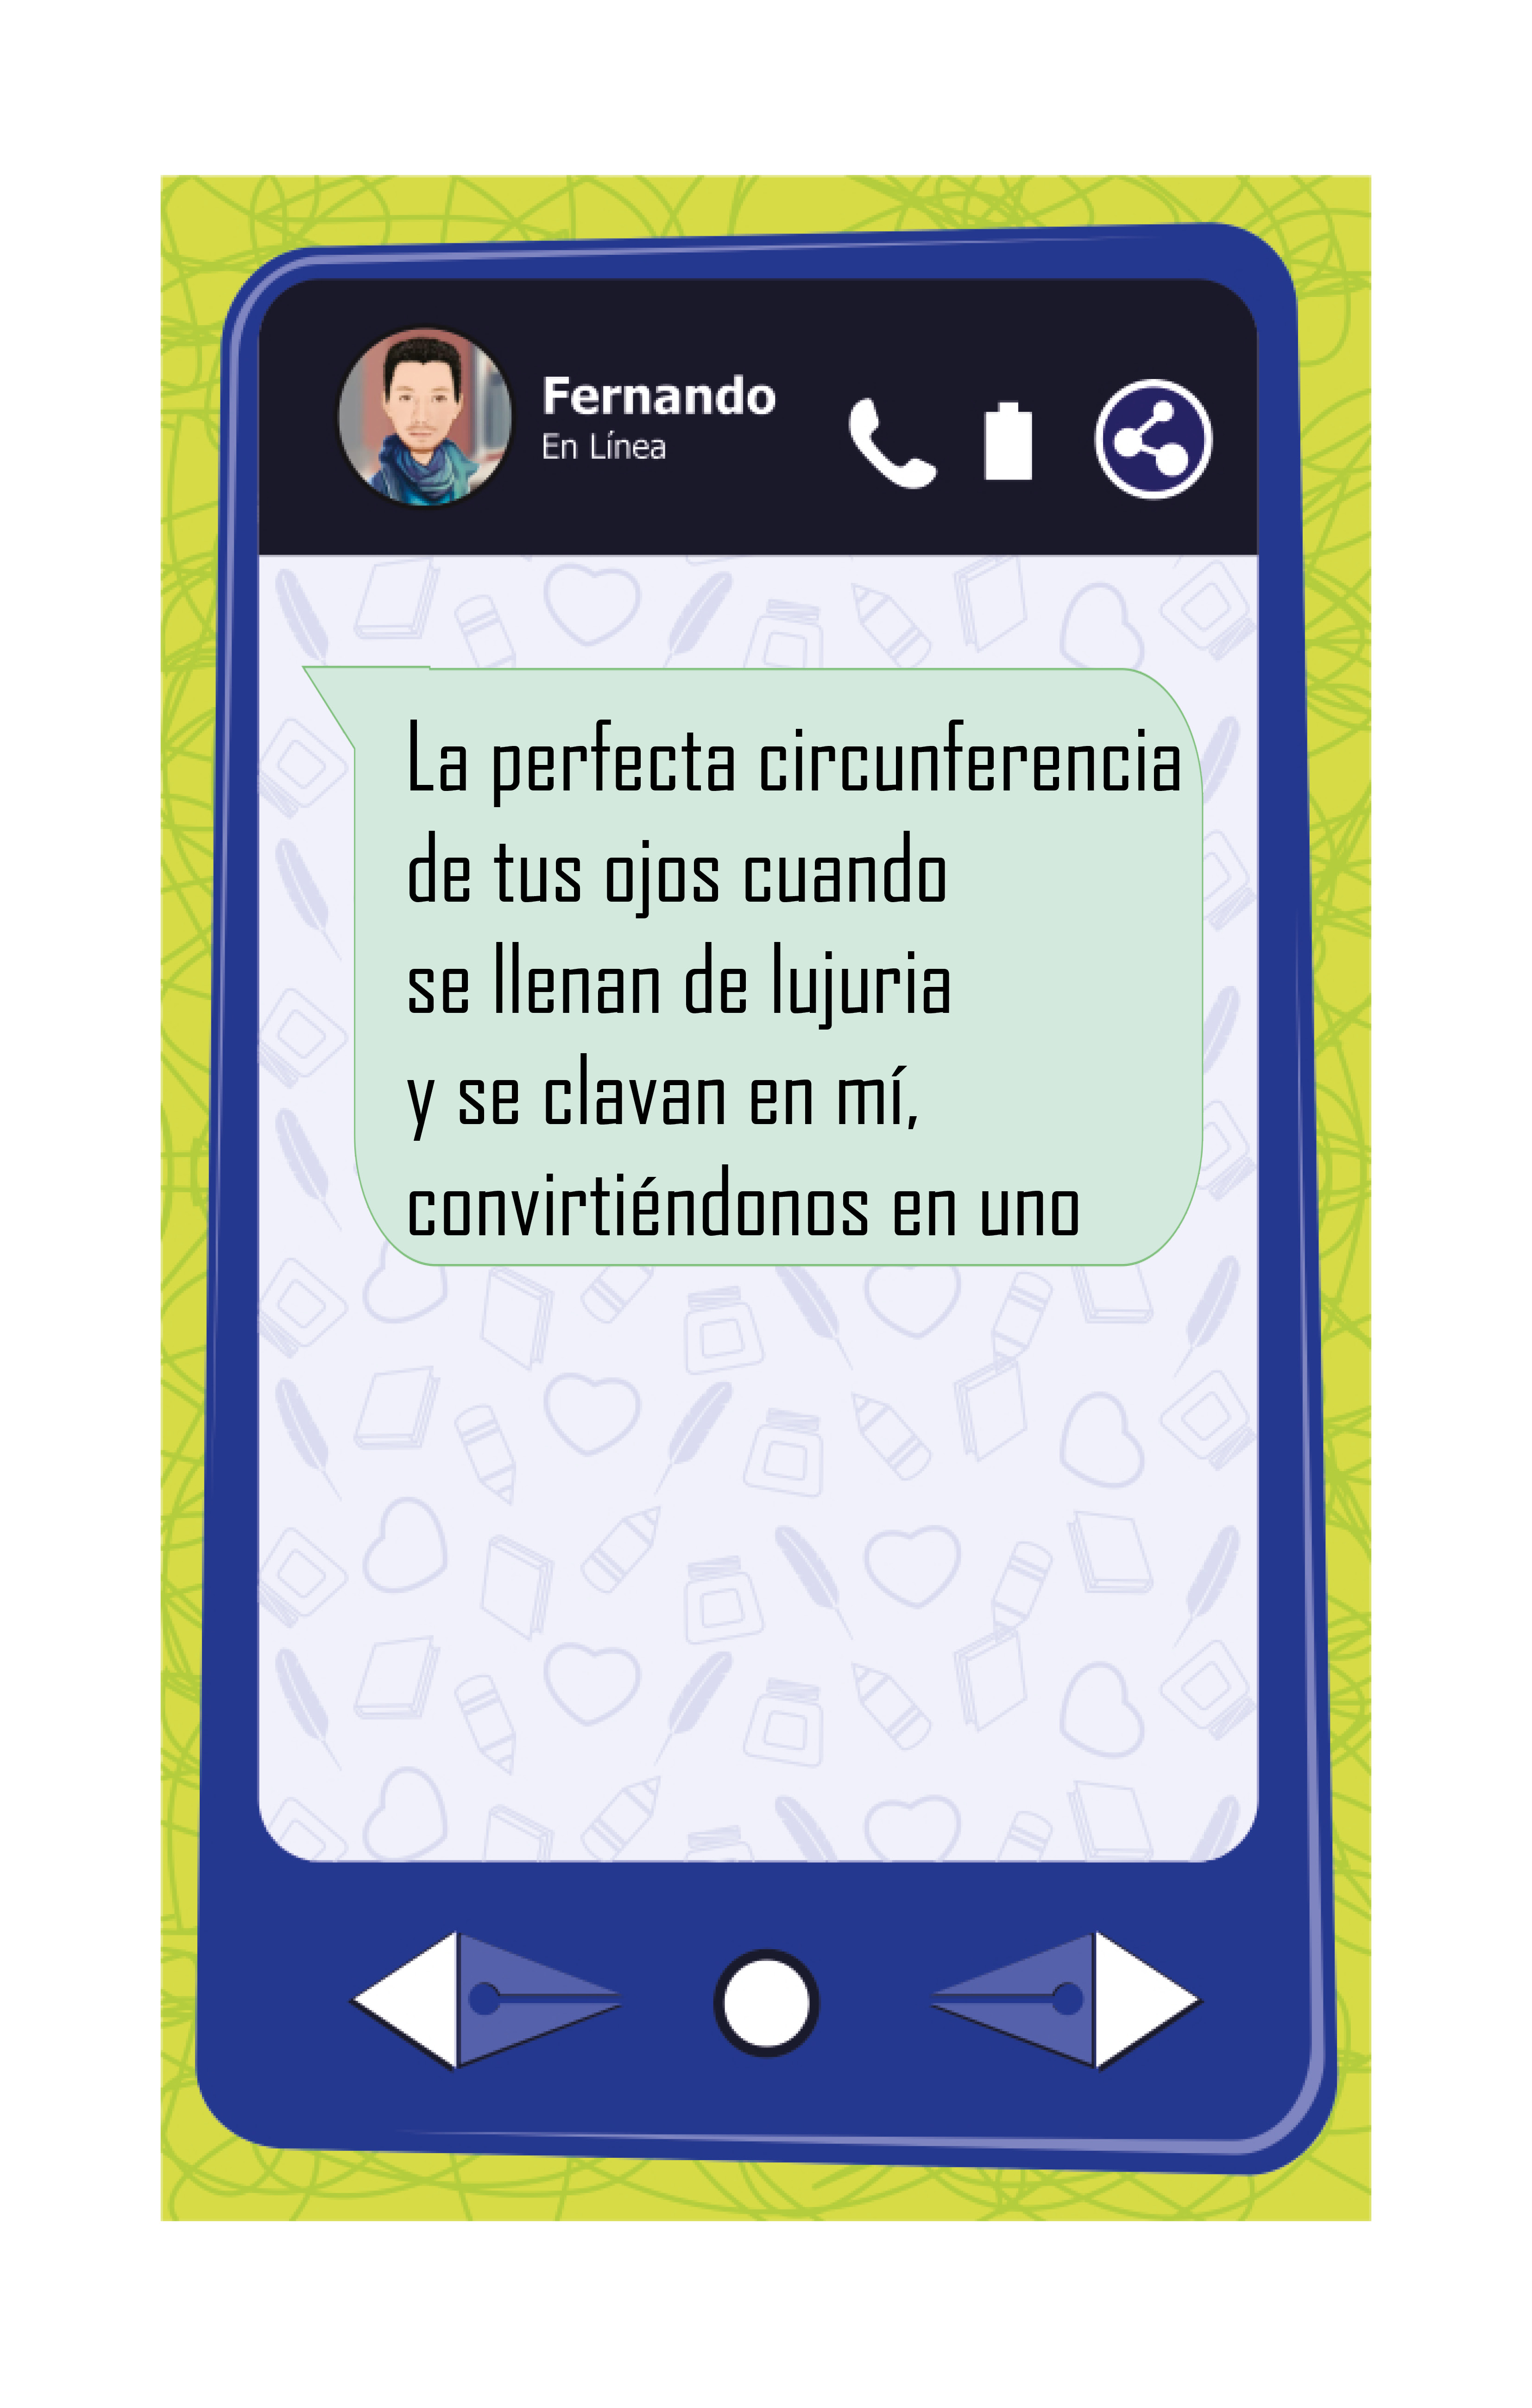 Fernando
En Línea
La perfecta circunferencia
de tus ojos cuando
se llenan de lujuria
y se clavan en mí,
convirtiéndonos en uno